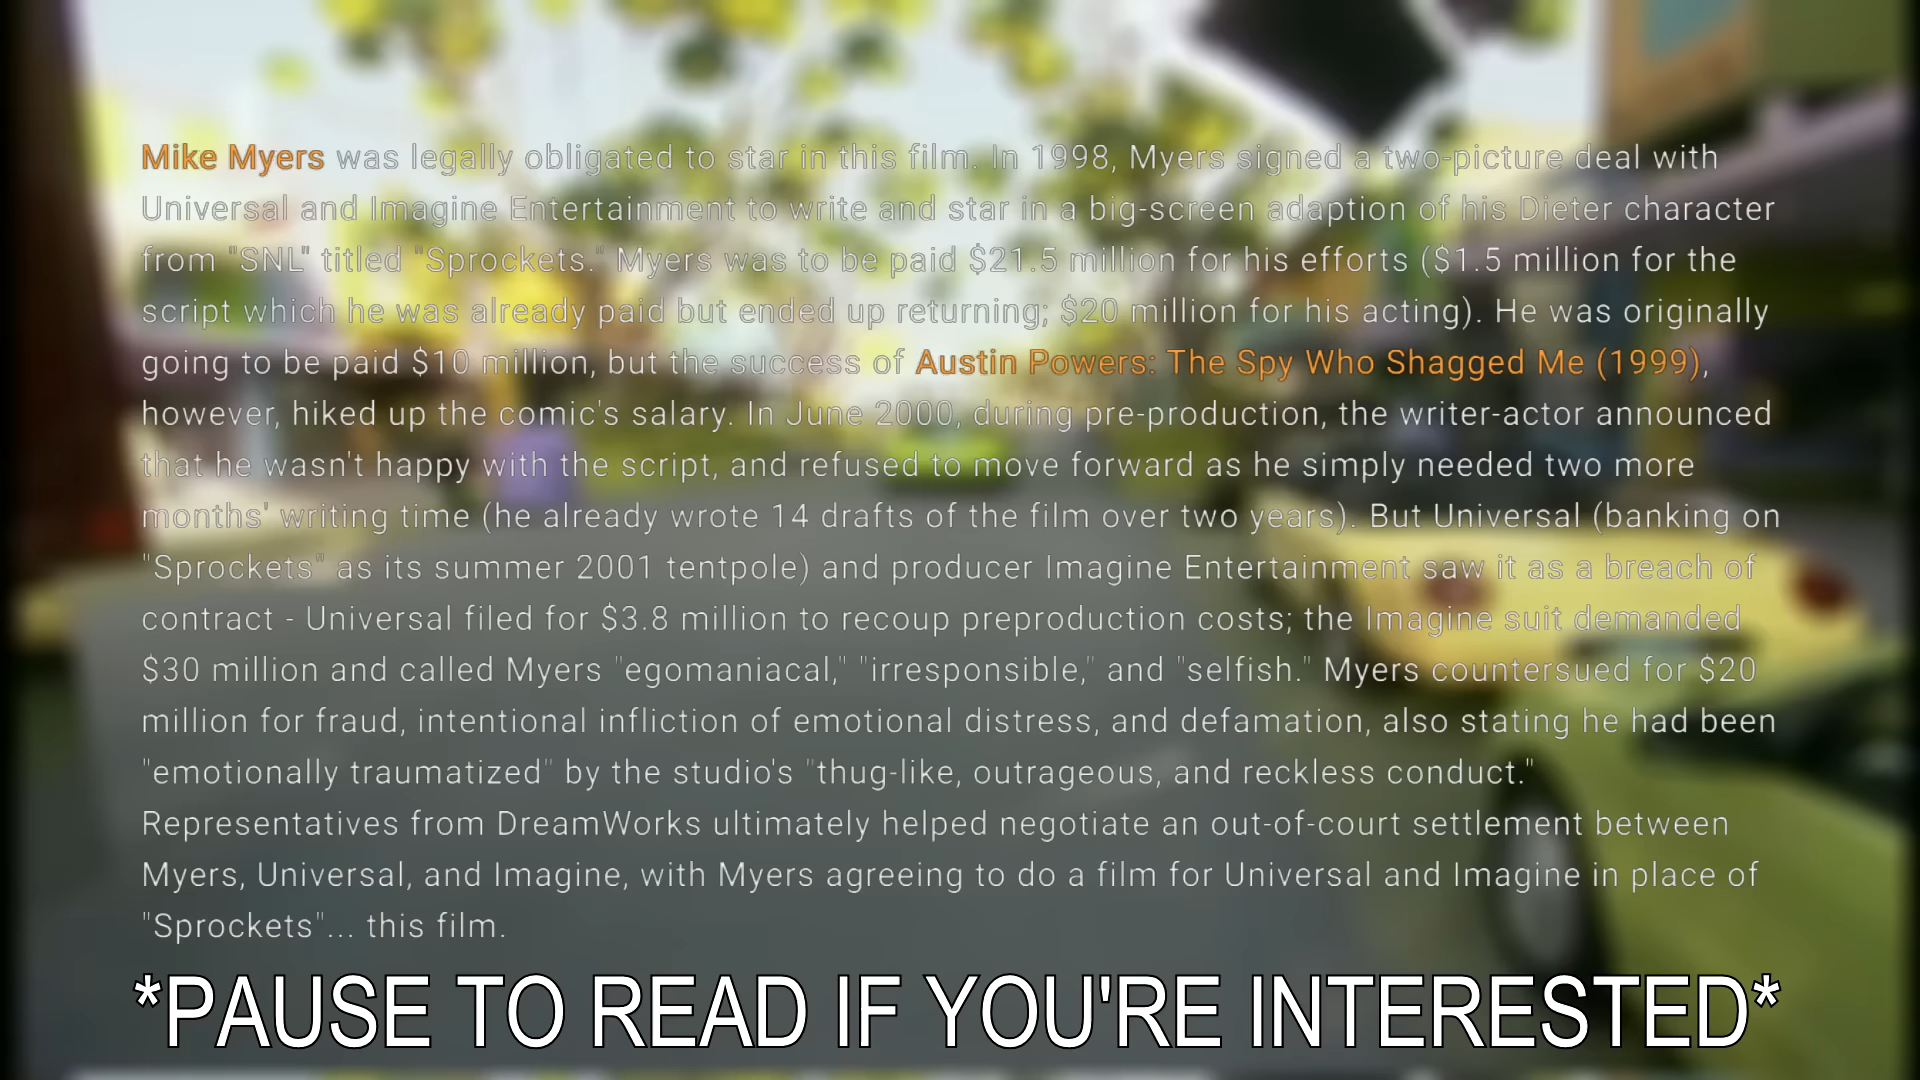 Mike Myers was legally obligated to star in this film. In 1998, Myers signed a two-picture deal with
Universal and Imagine Entertainment to write and star in a big-screen adaption of his Dieter character
from "SNL" titled "Sprockets." Myers was to be paid $21.5 million for his efforts ($1.5 million for the
script which he was already paid but ended up returning; $20 million for his acting). He was originally
going to be paid $10 million, but the success of Austin Powers: The Spy Who Shagged Me (1999),
however, hiked up the comic's salary. In June 2000, during pre-production, the writer-actor announced
that he wasn't happy with the script, and refused to move forward as he simply needed two more
months' writing time (he already wrote 14 drafts of the film over two years). But Universal (banking on
"Sprockets" as its summer 2001 tentpole) and producer Imagine Entertainment saw it as a breach of
contract - Universal filed for $3.8 million to recoup preproduction costs; the Imagine suit demanded
$30 million and called Myers "egomaniacal," "irresponsible," and "selfish." Myers countersued for $20
million for fraud, intentional infliction of emotional distress, and defamation, also stating he had been
"emotionally traumatized" by the studio's "thug-like, outrageous, and reckless conduct."
Representatives from DreamWorks ultimately helped negotiate an out-of-court settlement between
Myers, Universal, and Imagine, with Myers agreeing to do a film for Universal and Imagine in place of
"Sprockets"... this film.
*PAUSE TO READ IF YOU'RE INTERESTED*